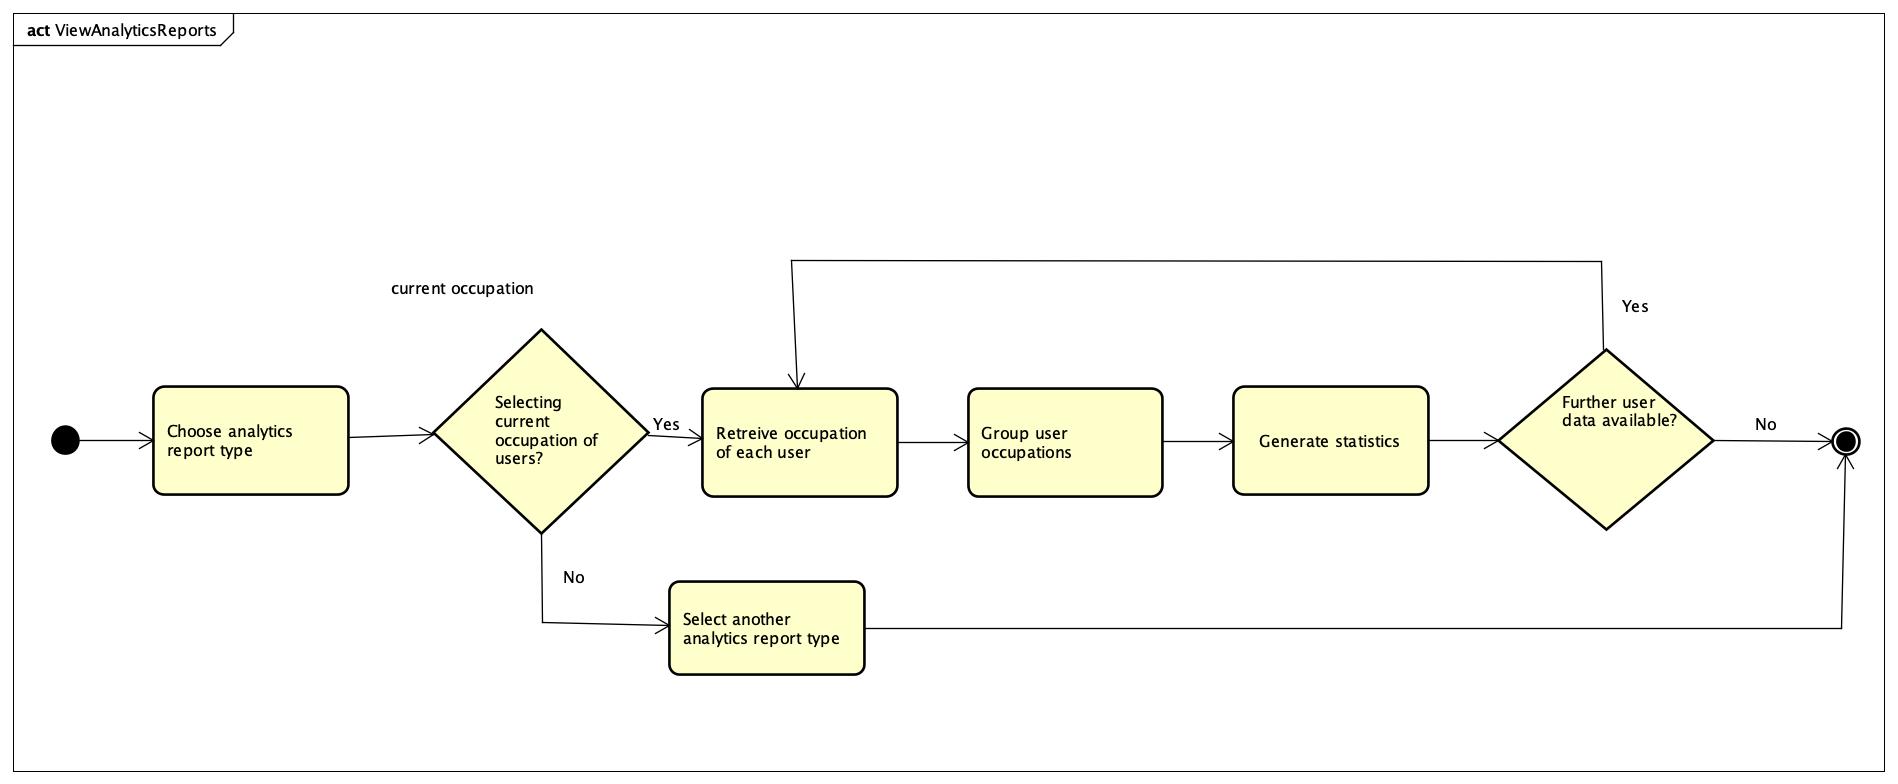 act ViewAnalyticsReports
current occupation
Choose analytics
report type
Selecting
current
occupation of
users?
Yes
Retreive occupation
of each user
Group user
occupations
Generate statistics
Further user
data available?
Yes
No
No
Select another
analytics report type